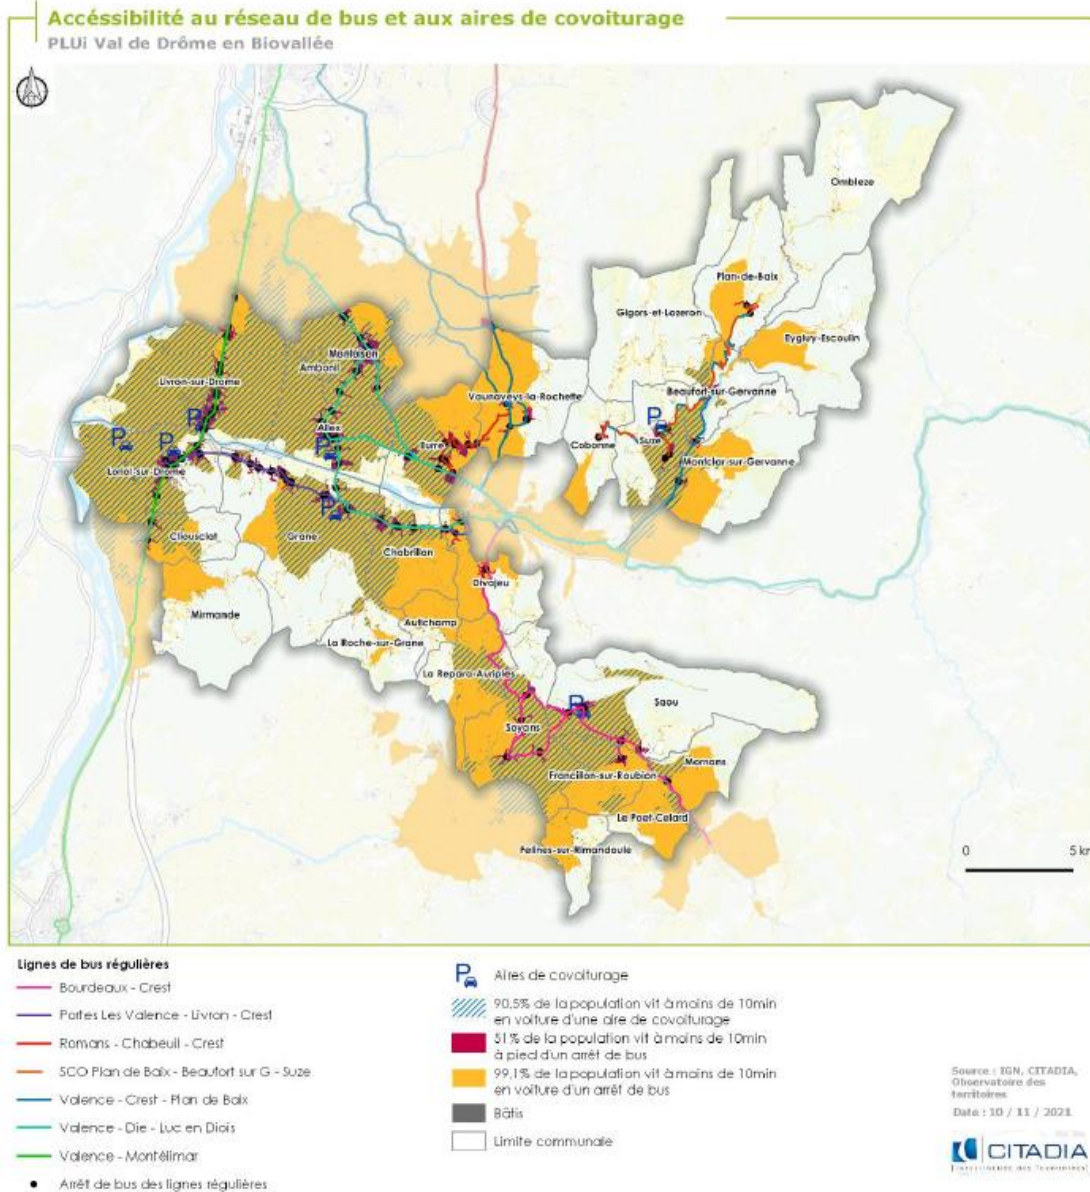 Accéssibilité au réseau de bus et aux aires de covoiturage
PLUi Val de Drôme en Biovallée
Ombleze
Plan-de-Baix
Gigors-et-Lozeron
Eygluy-Escoulin
Montoison
Ambonil
Livron-sur-Drome
Vaunaveys-la-Rochette
Beaufort-sur-Gervanne
Allex
Eurre
Suze
Cobonne
Montclar-sur-Gervanne
Loriol-sur-Drome
Cliousclat
Grane
Chabrillan
Divajeu
Mirmande
Autichamp
La Roche-sur-Grane
La Repara-Auriples
Saou
Soyans
Mornans
Francillon-sur-Roubion
Le Poet-Celard
Felines-sur-Rimandoule
0 5 km
Lignes de bus régulières
Bourdeaux - Crest
Portes Les Valence - Livron - Crest
Romans - Chabeuil - Crest
SCO Plan de Baix - Beaufort sur G - Suze
Valence - Crest - Plan de Baix
Valence - Die - Luc en Diois
Valence - Montélimar
Arrêt de bus des lignes régulières
P
Aires de covoiturage
90,5% de la population vit à moins de 10min
en voiture d'une aire de covoiturage
51% de la population vit à moins de 10min
à pied d'un arrêt de bus
99,1% de la population vit à moins de 10min
en voiture d'un arrêt de bus
Bâtis
Limite communale
Source : IGN, CITADIA,
Observatoire des
territoires
Date : 10 / 11 / 2021
CITADIA